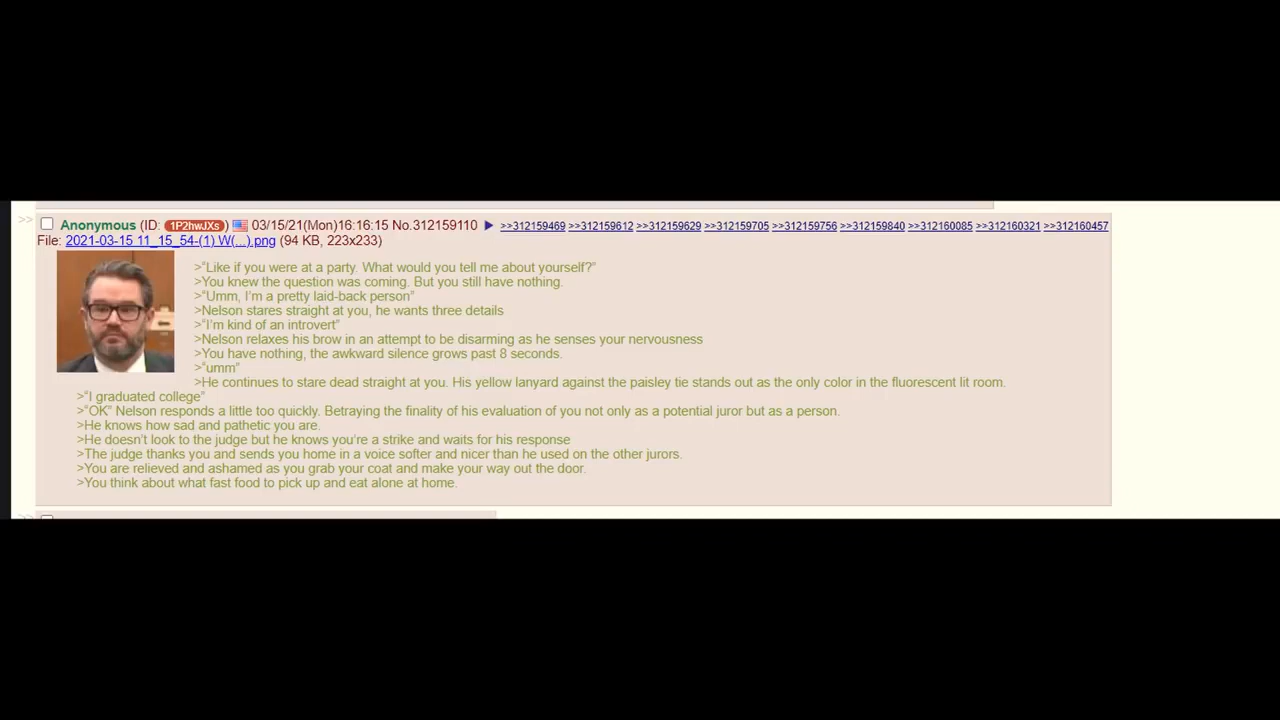 >> Anonymous (ID: 1P2hwJXs) 03/15/21(Mon)16:16:15 No.312159110 ▶ >>312159469 >>312159612 >>312159629 >>312159705 >>312159756 >>312159840 >>312160085 >>312160321 >>312160457
File: 2021-03-15 11_15_54-(1) W(...).png (94 KB, 223x233)
>“Like if you were at a party. What would you tell me about yourself?”
>You knew the question was coming. But you still have nothing.
>“Umm, I’m a pretty laid-back person”
>Nelson stares straight at you, he wants three details
>“I’m kind of an introvert”
>Nelson relaxes his brow in an attempt to be disarming as he senses your nervousness
>You have nothing, the awkward silence grows past 8 seconds.
>“umm”
>He continues to stare dead straight at you. His yellow lanyard against the paisley tie stands out as the only color in the fluorescent lit room.
>“I graduated college”
>“OK” Nelson responds a little too quickly. Betraying the finality of his evaluation of you not only as a potential juror but as a person.
>He knows how sad and pathetic you are.
>He doesn’t look to the judge but he knows you’re a strike and waits for his response
>The judge thanks you and sends you home in a voice softer and nicer than he used on the other jurors.
>You are relieved and ashamed as you grab your coat and make your way out the door.
>You think about what fast food to pick up and eat alone at home.
>>